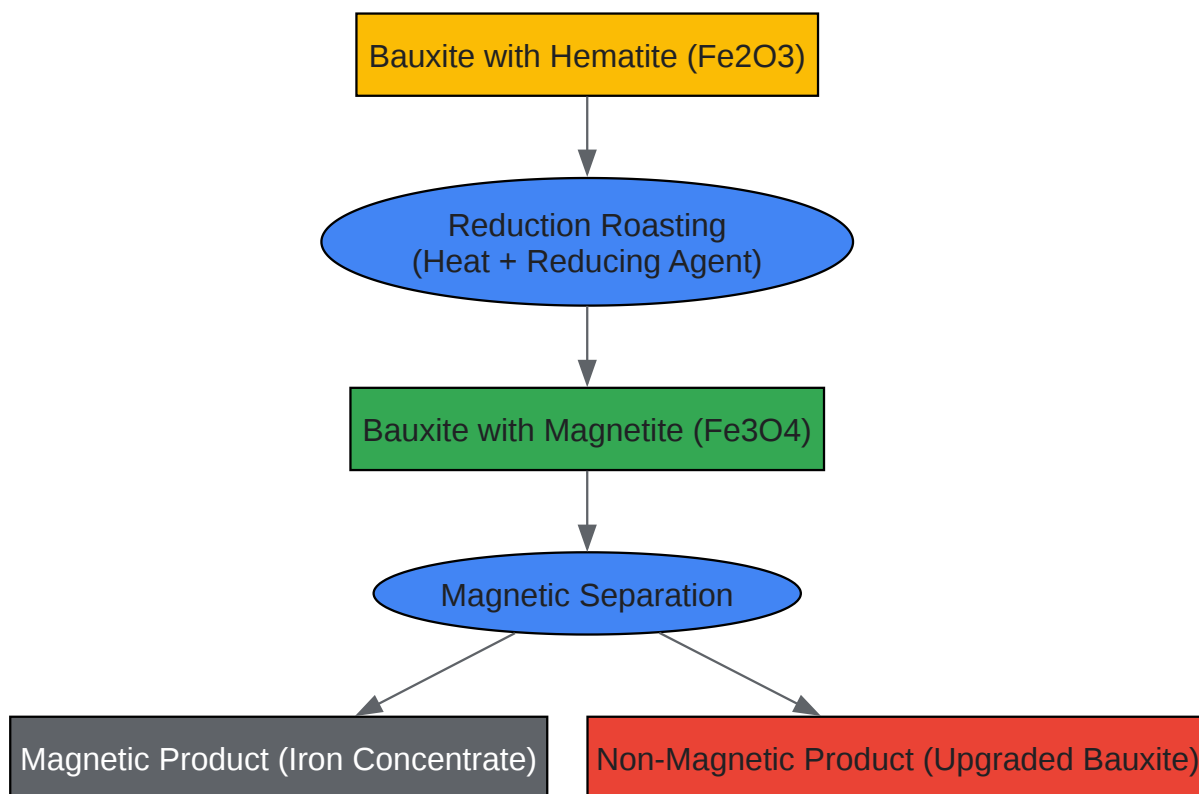 Bauxite with Hematite (Fe2O3)
Reduction Roasting
(Heat + Reducing Agent)
Bauxite with Magnetite (Fe3O4)
Magnetic Separation
Magnetic Product (Iron Concentrate)
Non-Magnetic Product (Upgraded Bauxite)